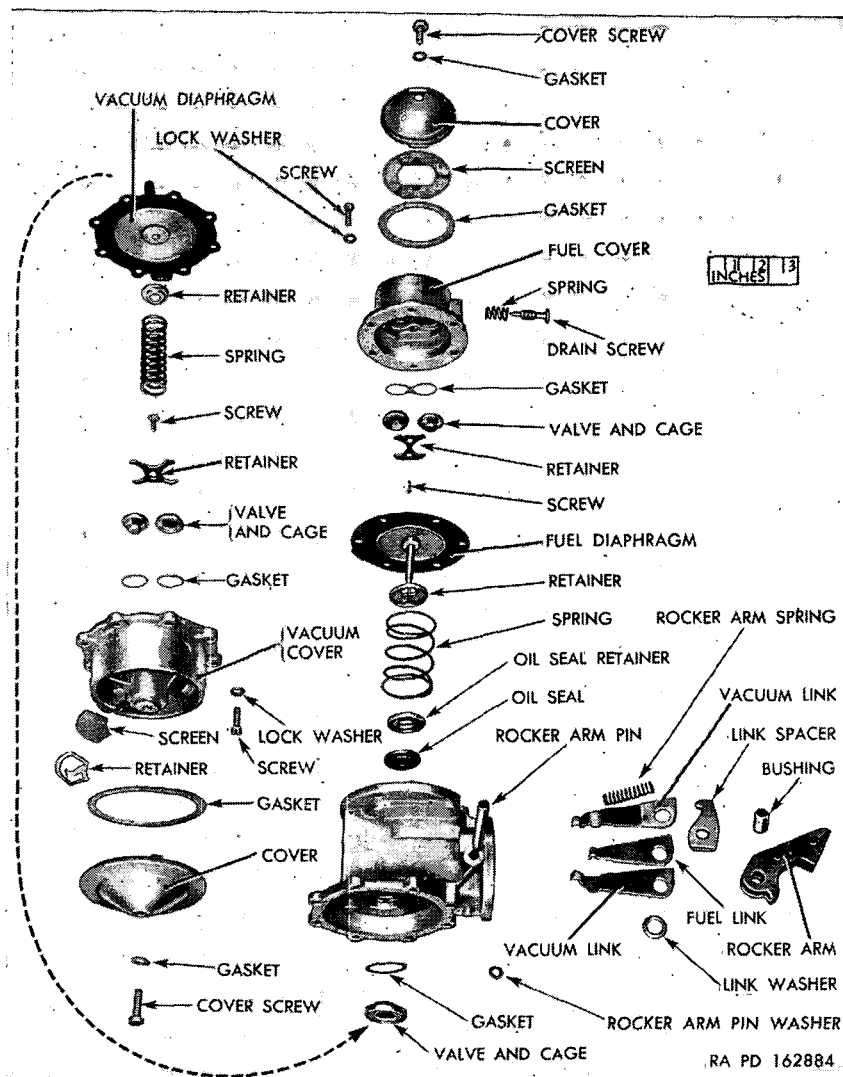 COVER SCREW
GASKET
VACUUM DIAPHRAGM
COVER
LOCK WASHER
SCREEN
SCREW
GASKET
FUEL COVER
1 2 3
INCHES
RETAINER
SPRING
DRAIN SCREW
SPRING
GASKET
SCREW
VALVE AND CAGE
RETAINER
RETAINER
SCREW
VALVE
AND CAGE
FUEL DIAPHRAGM
GASKET
RETAINER
SPRING
ROCKER ARM SPRING
VACUUM
COVER
OIL SEAL RETAINER
VACUUM LINK
OIL SEAL
LINK SPACER
SCREEN
LOCK WASHER
ROCKER ARM PIN
BUSHING
RETAINER
SCREW
GASKET
COVER
FUEL LINK
VACUUM LINK
ROCKER ARM
GASKET
LINK WASHER
COVER SCREW
GASKET
ROCKER ARM PIN WASHER
VALVE AND CAGE
RA PD 162884